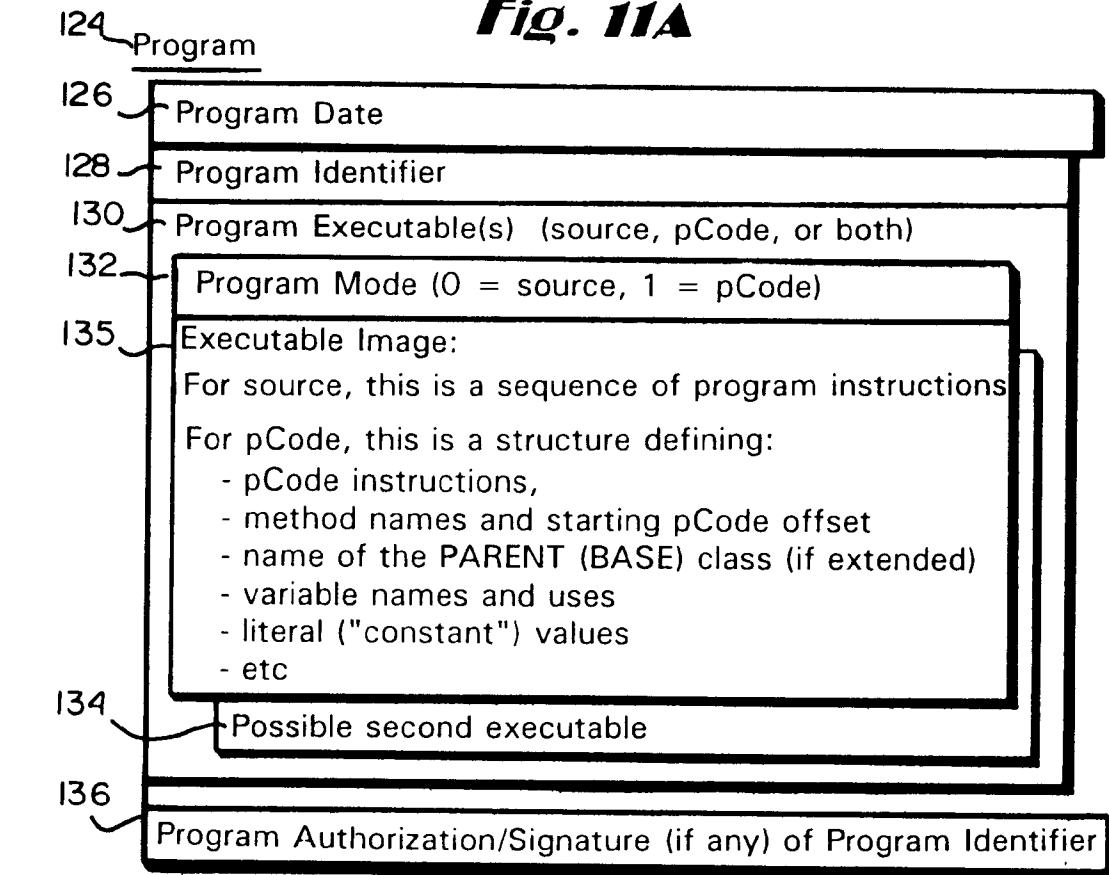 Fig. 11A
124 Program
126 Program Date
128 Program Identifier
130 Program Executable(s) (source, pCode, or both)
132 Program Mode (0 = source, 1 = pCode)
135 Executable Image:
For source, this is a sequence of program instructions
For pCode, this is a structure defining:
- pCode instructions,
- method names and starting pCode offset
- name of the PARENT (BASE) class (if extended)
- variable names and uses
- literal ("constant") values
- etc
134 Possible second executable
136 Program Authorization/Signature (if any) of Program Identifier